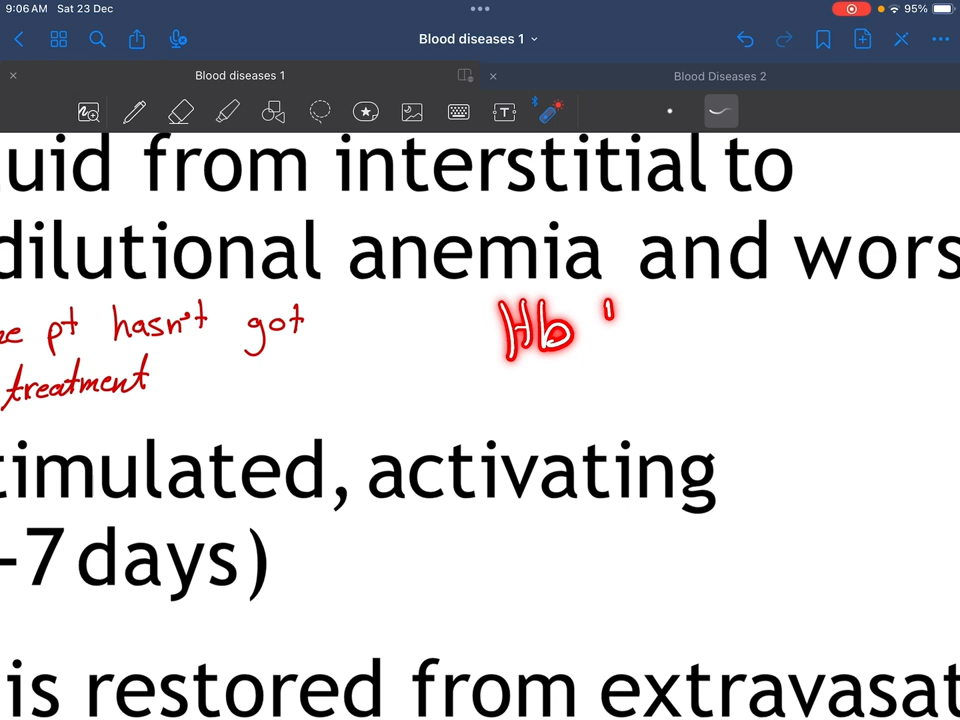 9:06 AM Sat 23 Dec
95%
Blood diseases 1
Blood diseases 1
Blood Diseases 2
uid from interstitial to
dilutional anemia and wors
pt hasn't got
Hb
treatment
timulated, activating
-7 days)
is restored from extravasat